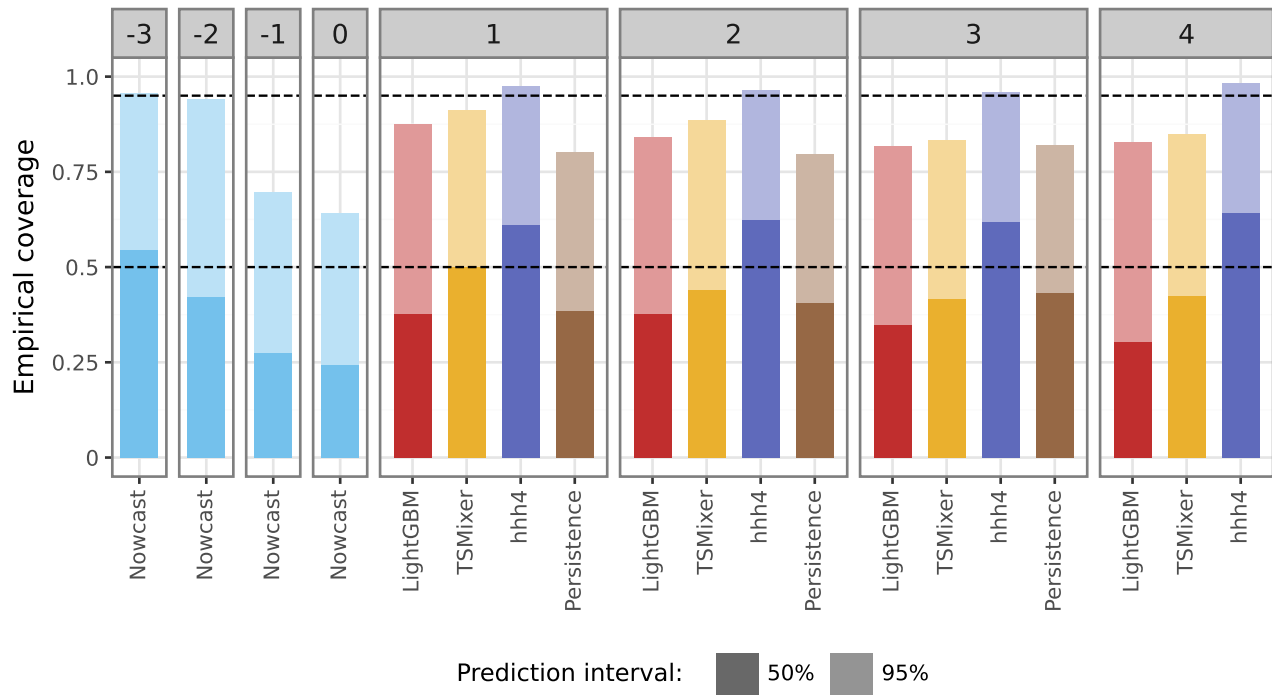 -3 -2 -1 0 1 2 3 4
1.0
0.75
0.5
0.25
0
Empirical coverage
Nowcast Nowcast Nowcast Nowcast LightGBM TSMixer hhh4 Persistence LightGBM TSMixer hhh4 Persistence LightGBM TSMixer hhh4 Persistence LightGBM TSMixer hhh4
Prediction interval: 50% 95%